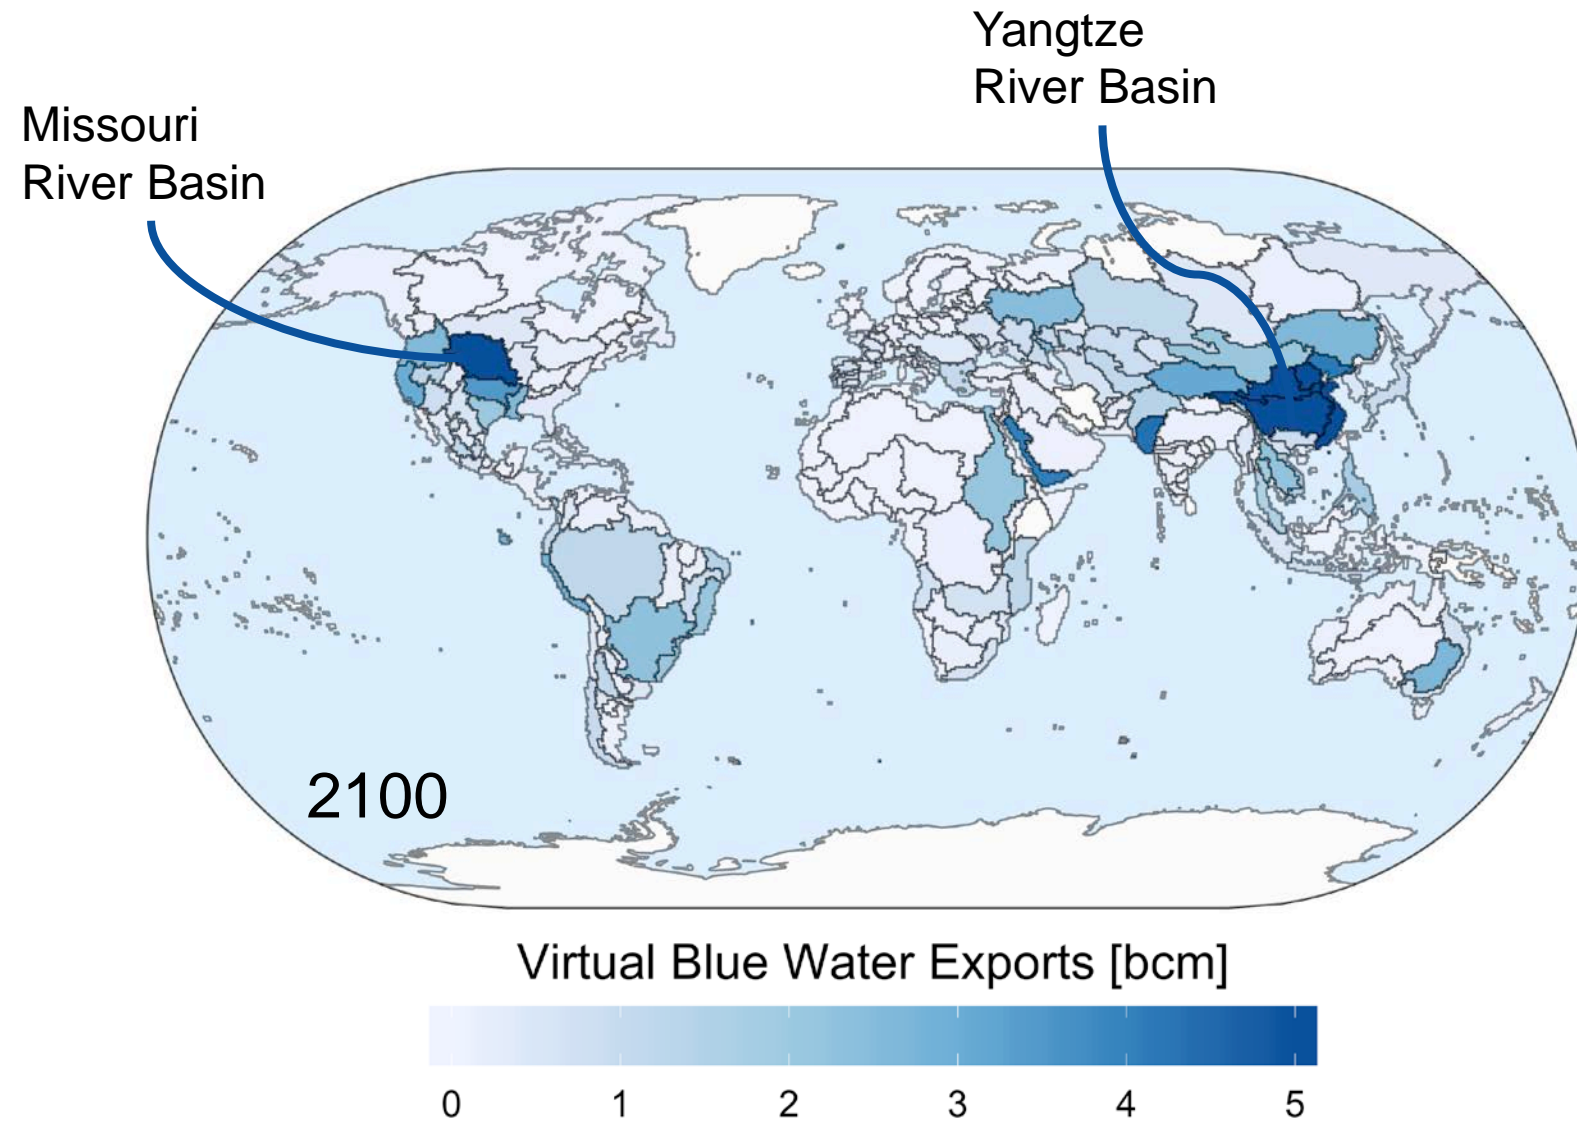 Yangtze
River Basin
Missouri
River Basin
2100
Virtual Blue Water Exports [bcm]
0 1 2 3 4 5